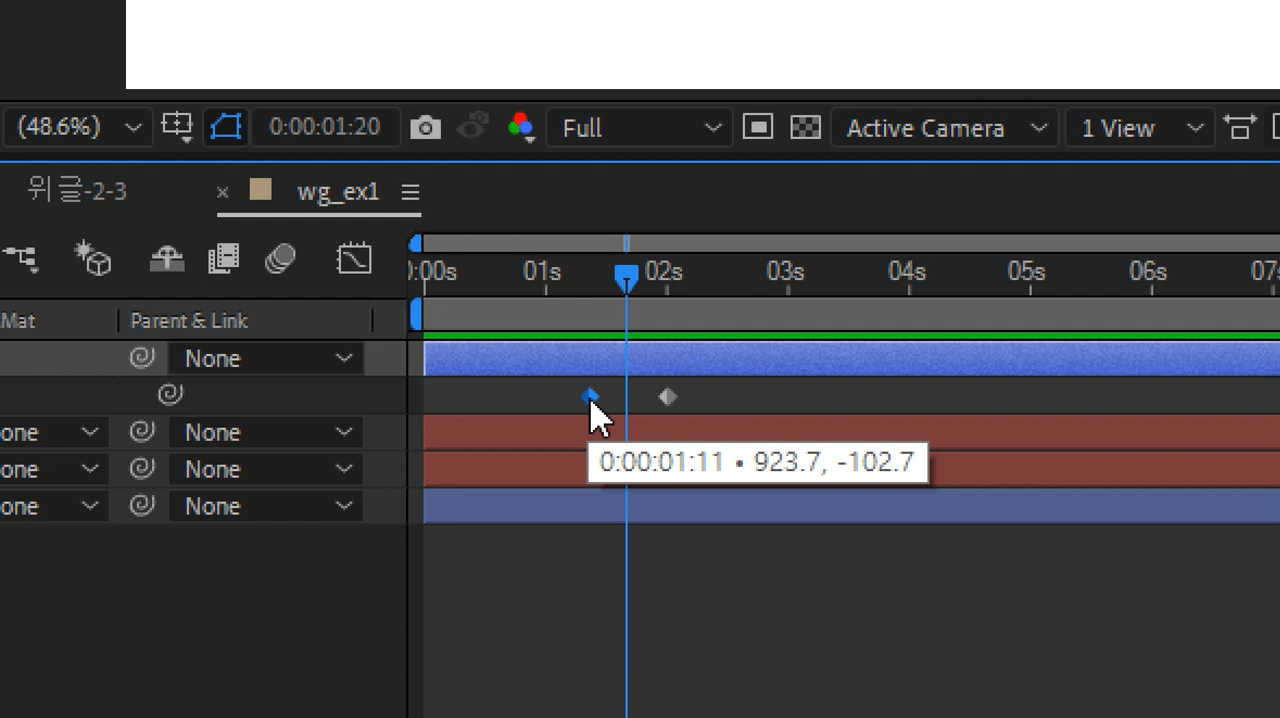 (48.6%) 0:00:01:20 Full Active Camera 1 View
위글-2-3 × wg_ex1
:00s 01s 02s 03s 04s 05s 06s 07s
Mat Parent & Link
None
one None
0:00:01:11 • 923.7, -102.7
one None
one None